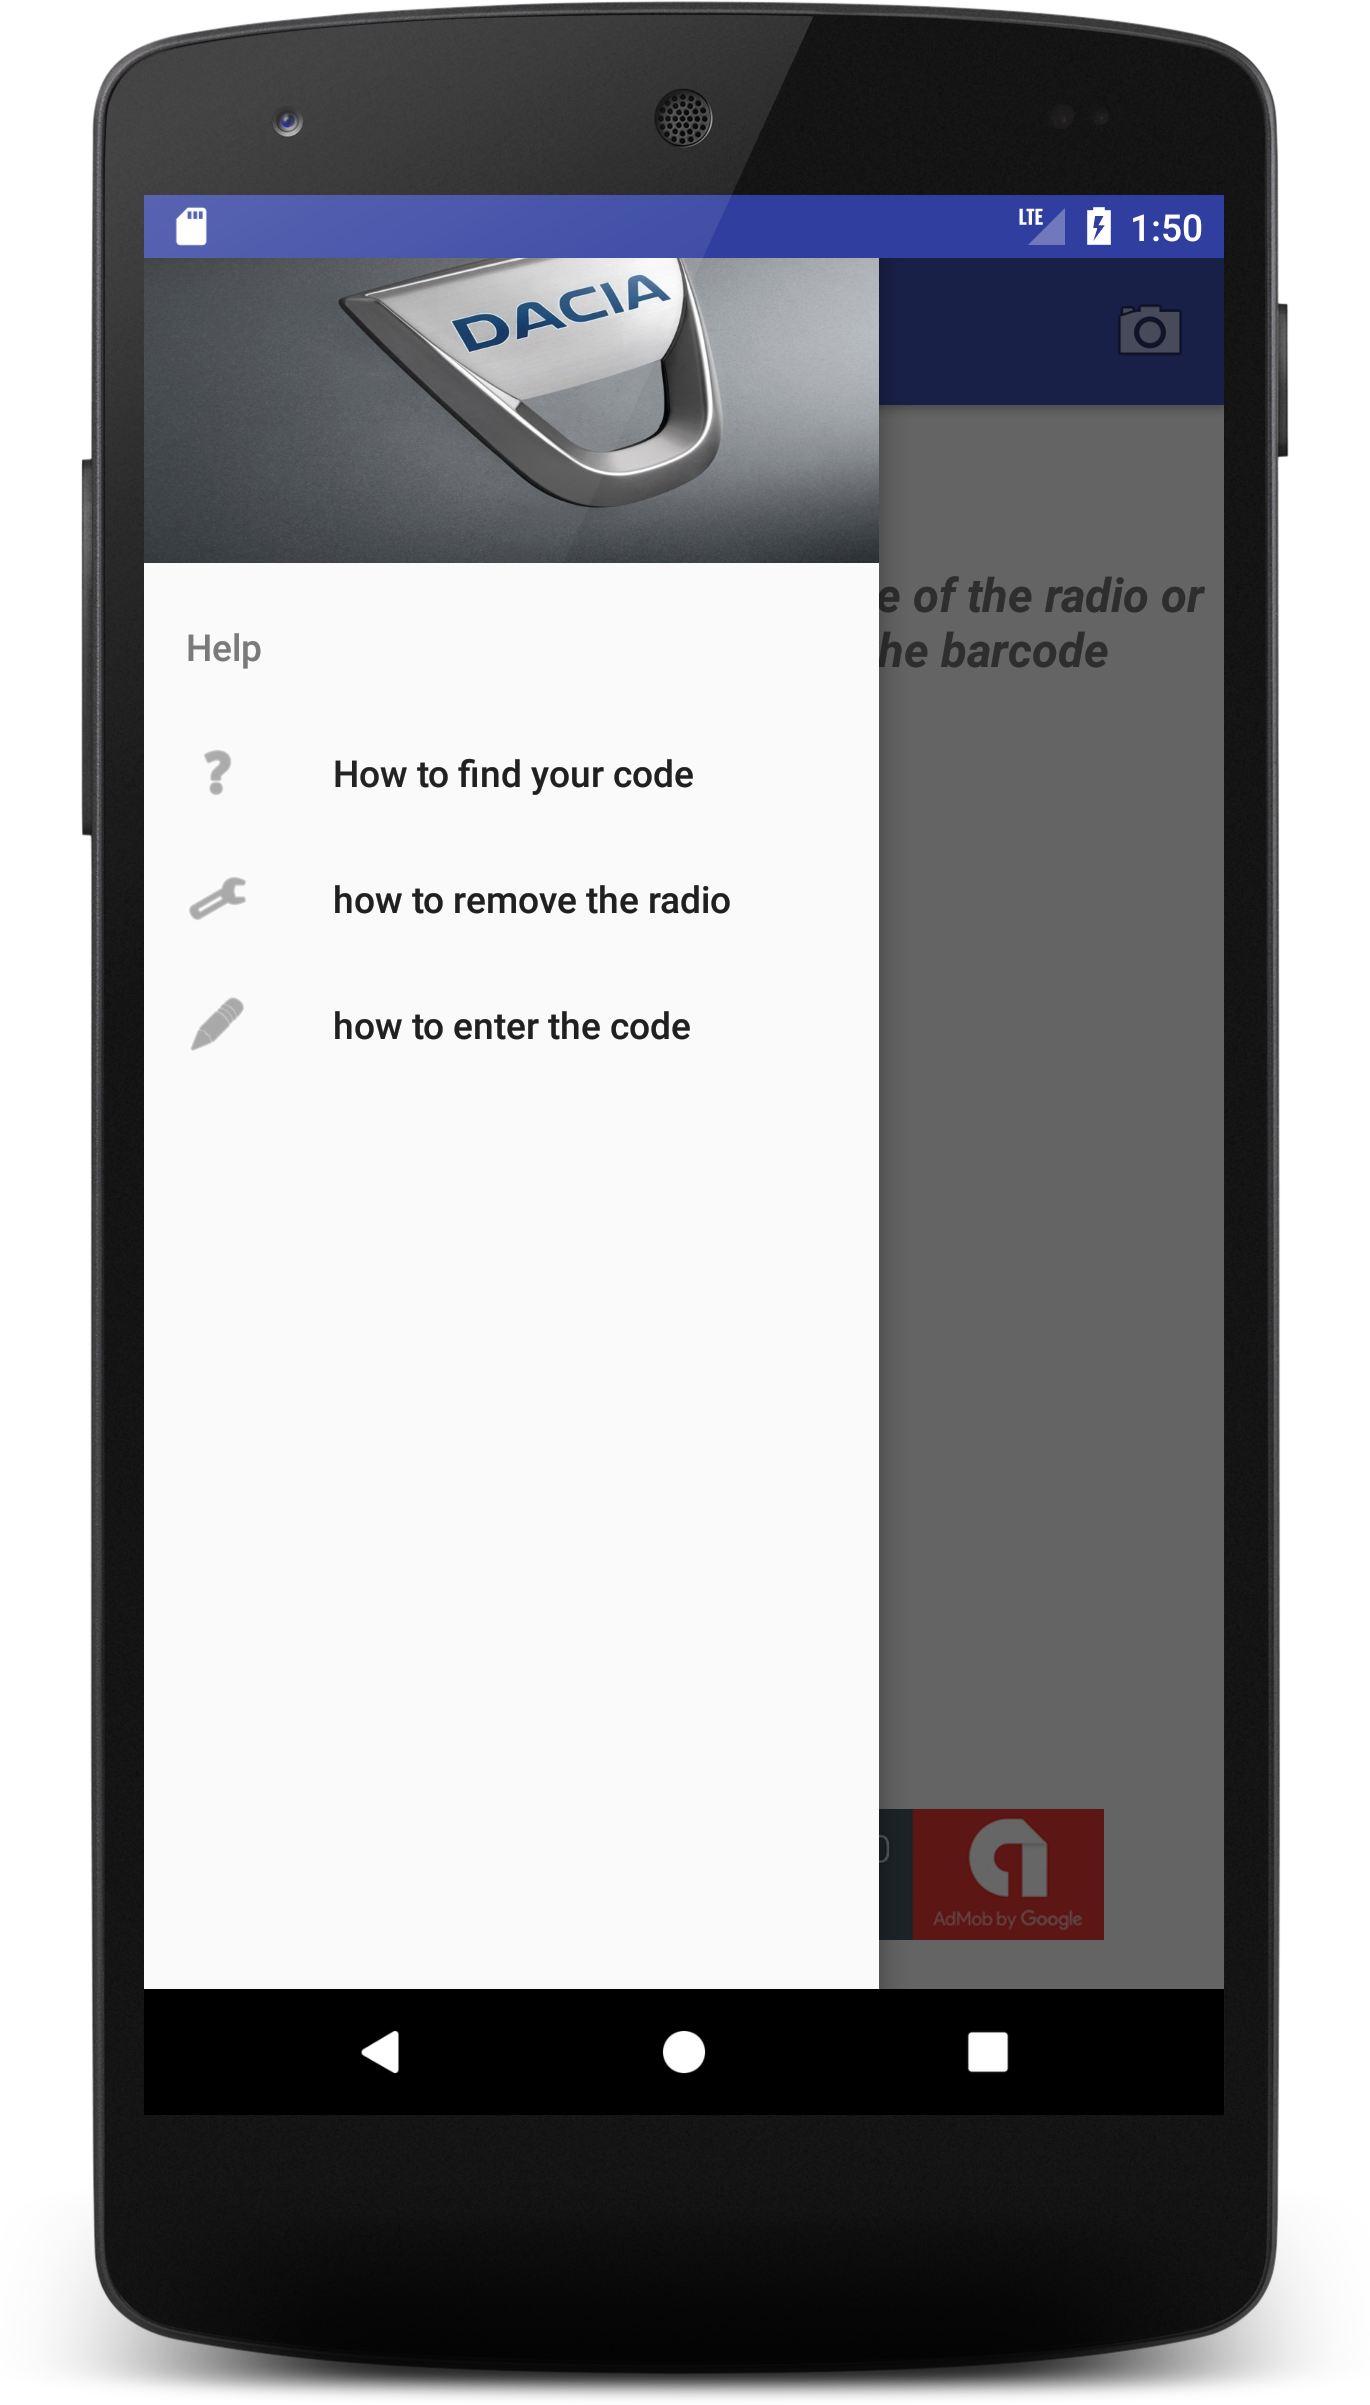 LTE 1:50
DACIA
e of the radio or
he barcode
Help
How to find your code
how to remove the radio
how to enter the code
AdMob by Google